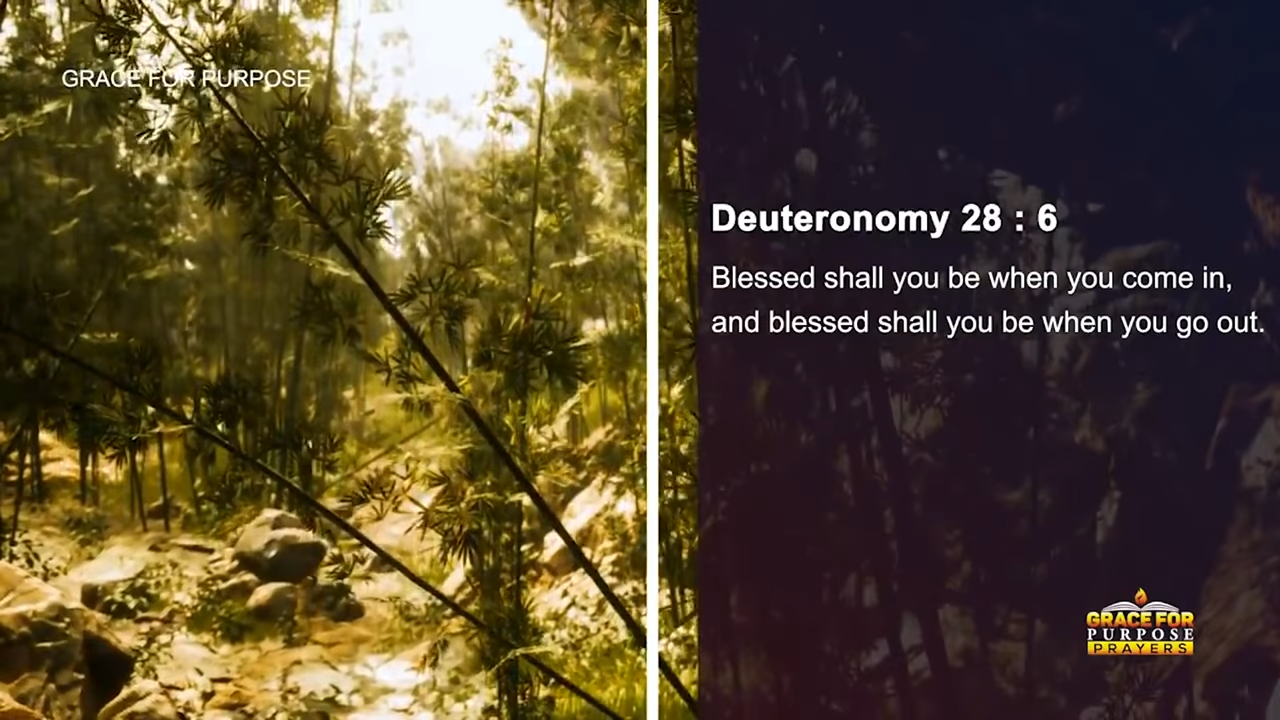 GRACE FOR PURPOSE
Deuteronomy 28 : 6
Blessed shall you be when you come in,
and blessed shall you be when you go out.
GRACE FOR
PURPOSE
PRAYERS